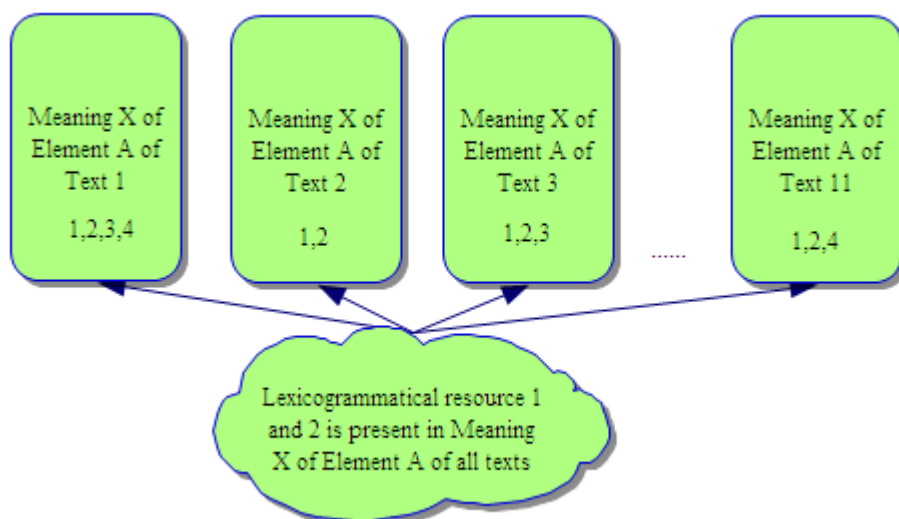 Meaning X of
Element A of
Text 1
1,2,3,4
Meaning X of
Element A of
Text 2
1,2
Meaning X of
Element A of
Text 3
1,2,3
......
Meaning X of
Element A of
Text 11
1,2,4
Lexicogrammatical resource 1
and 2 is present in Meaning
X of Element A of all texts